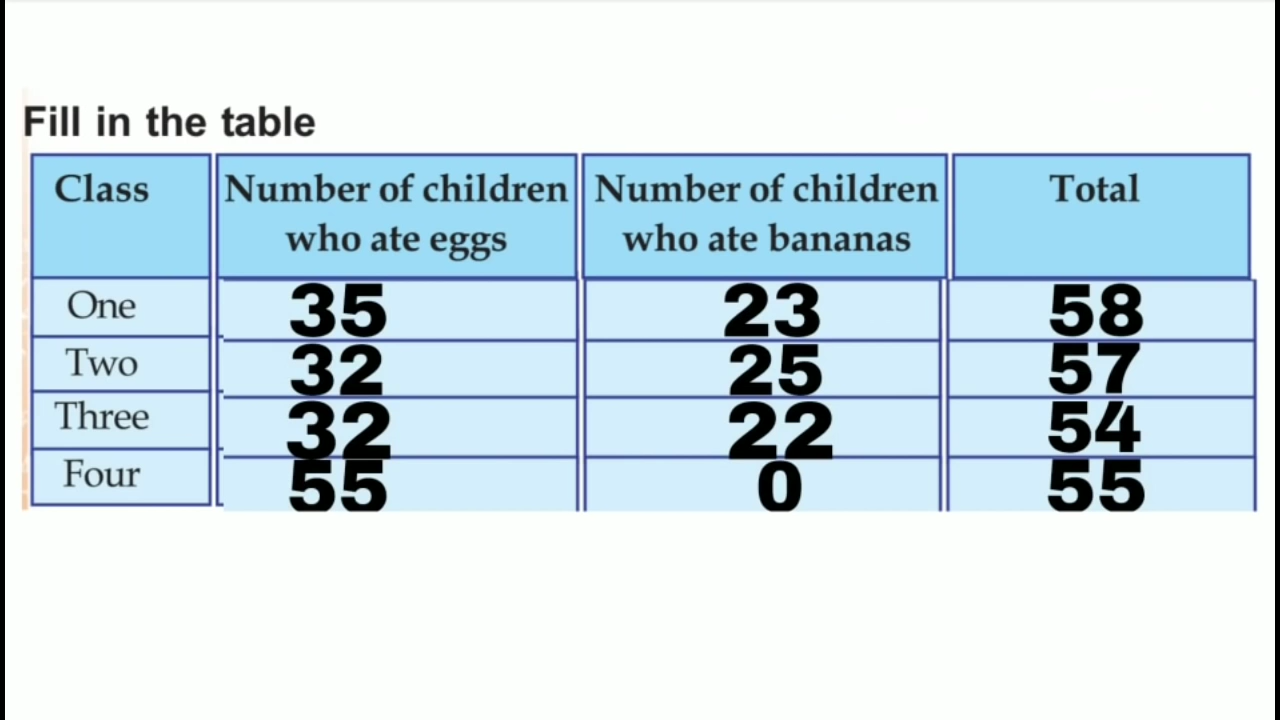 Fill in the table
Class Number of children who ate eggs Number of children who ate bananas Total
One 35 23 58
Two 32 25 57
Three 32 22 54
Four 55 0 55